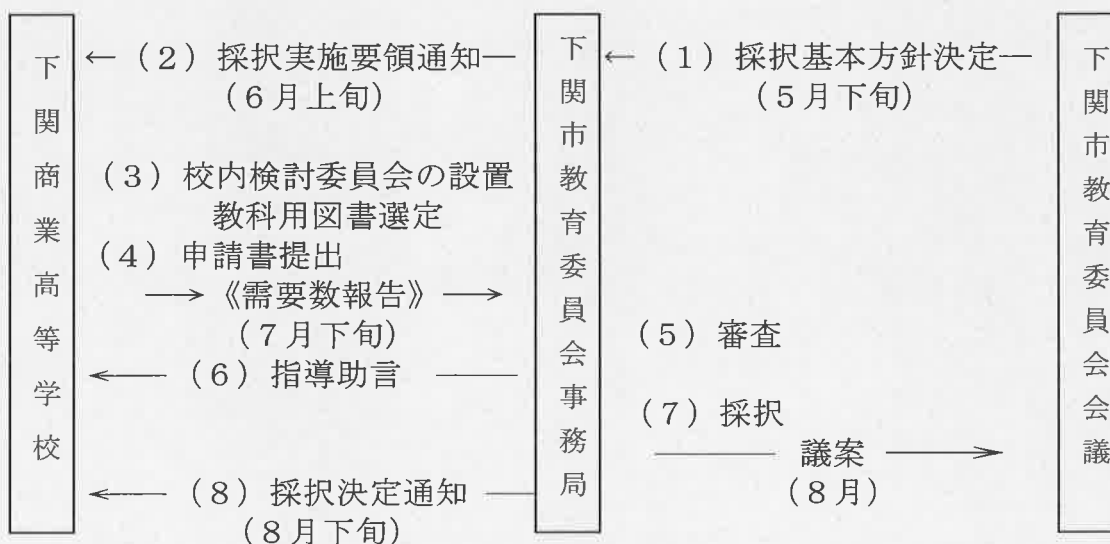 下関商業高等学校
←(2)採択実施要領通知―
(6月上旬)
(3)校内検討委員会の設置
教科用図書選定
(4)申請書提出
→《需要数報告》→
(7月下旬)
←(6)指導助言
←(8)採択決定通知
(8月下旬)
下関市教育委員会事務局
←(1)採択基本方針決定―
(5月下旬)
(5)審査
(7)採択
議案→
(8月)
下関市教育委員会会議